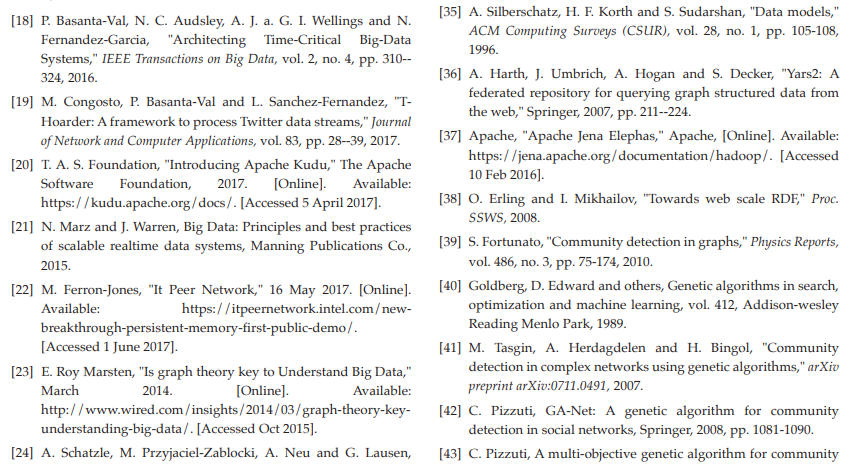 [18] P. Basanta-Val, N. C. Audsley, A. J. a. G. I. Wellings and N.
Fernandez-Garcia, "Architecting Time-Critical Big-Data
Systems," IEEE Transactions on Big Data, vol. 2, no. 4, pp. 310--
324, 2016.
[19] M. Congosto, P. Basanta-Val and L. Sanchez-Fernandez, "T-
Hoarder: A framework to process Twitter data streams," Journal
of Network and Computer Applications, vol. 83, pp. 28--39, 2017.
[20] T. A. S. Foundation, "Introducing Apache Kudu," The Apache
Software Foundation, 2017. [Online]. Available:
https://kudu.apache.org/docs/. [Accessed 5 April 2017].
[21] N. Marz and J. Warren, Big Data: Principles and best practices
of scalable realtime data systems, Manning Publications Co.,
2015.
[22] M. Ferron-Jones, "It Peer Network," 16 May 2017. [Online].
Available: https://itpeernetwork.intel.com/new-
breakthrough-persistent-memory-first-public-demo/.
[Accessed 1 June 2017].
[23] E. Roy Marsten, "Is graph theory key to Understand Big Data,"
March 2014. [Online]. Available:
http://www.wired.com/insights/2014/03/graph-theory-key-
understanding-big-data/. [Accessed Oct 2015].
[24] A. Schatzle, M. Przyjaciel-Zablocki, A. Neu and G. Lausen,
[35] A. Silberschatz, H. F. Korth and S. Sudarshan, "Data models,"
ACM Computing Surveys (CSUR), vol. 28, no. 1, pp. 105-108,
1996.
[36] A. Harth, J. Umbrich, A. Hogan and S. Decker, "Yars2: A
federated repository for querying graph structured data from
the web," Springer, 2007, pp. 211--224.
[37] Apache, "Apache Jena Elephas," Apache, [Online]. Available:
https://jena.apache.org/documentation/hadoop/. [Accessed
10 Feb 2016].
[38] O. Erling and I. Mikhailov, "Towards web scale RDF," Proc.
SSWS, 2008.
[39] S. Fortunato, "Community detection in graphs," Physics Reports,
vol. 486, no. 3, pp. 75-174, 2010.
[40] Goldberg, D. Edward and others, Genetic algorithms in search,
optimization and machine learning, vol. 412, Addison-wesley
Reading Menlo Park, 1989.
[41] M. Tasgin, A. Herdagdelen and H. Bingol, "Community
detection in complex networks using genetic algorithms," arXiv
preprint arXiv:0711.0491, 2007.
[42] C. Pizzuti, GA-Net: A genetic algorithm for community
detection in social networks, Springer, 2008, pp. 1081-1090.
[43] C. Pizzuti, A multi-objective genetic algorithm for community